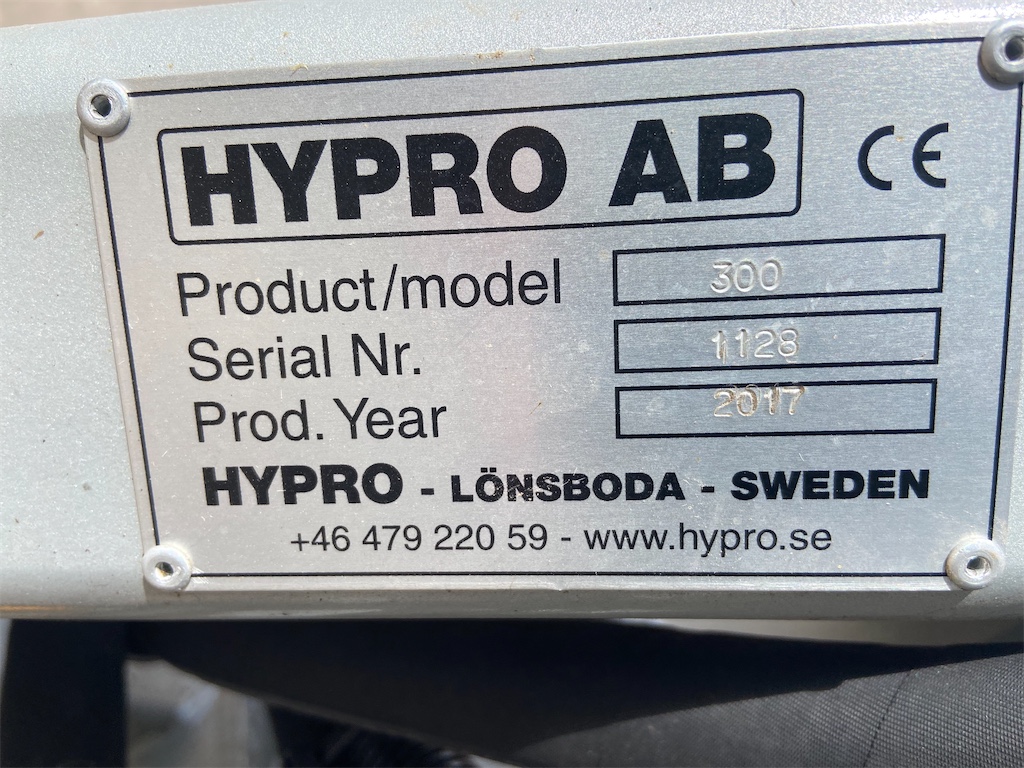 HYPRO AB CE
Product/model 300
Serial Nr. 1128
Prod. Year 2017
HYPRO - LÖNSBODA - SWEDEN
+46 479 220 59 - www.hypro.se